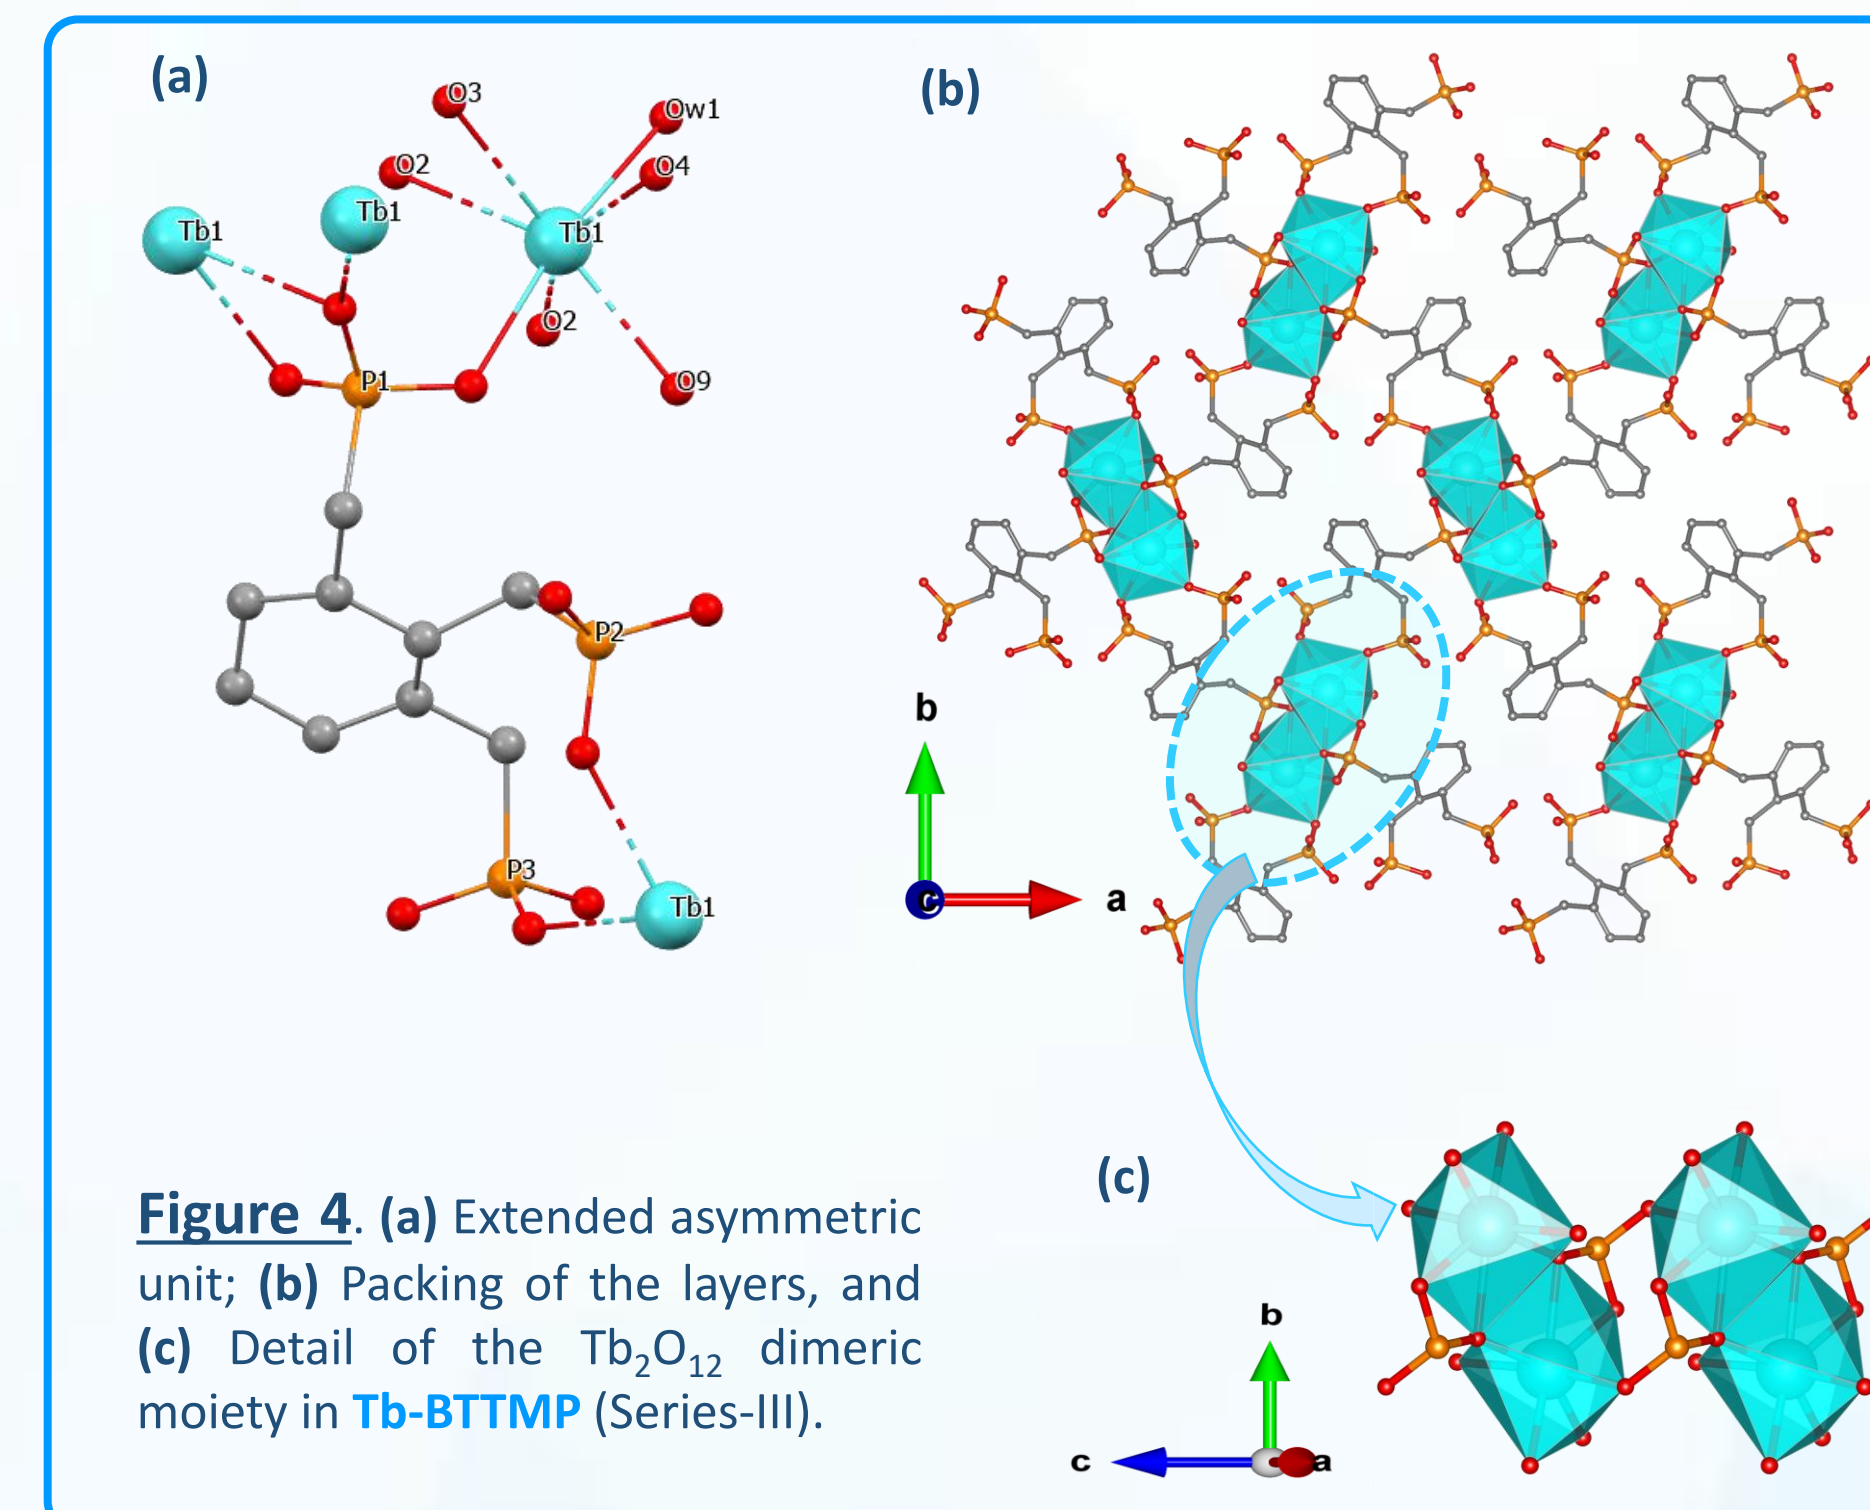 (a)
O3
Ow1
O2
O4
Tb1
Tb1
Tb1
O2
P1
O9
P2
P3
Tb1
(b)
b
c
a
(c)
b
c
a
Figure 4. (a) Extended asymmetric
unit; (b) Packing of the layers, and
(c) Detail of the Tb₂O₁₂ dimeric
moiety in Tb-BTTMP (Series-III).